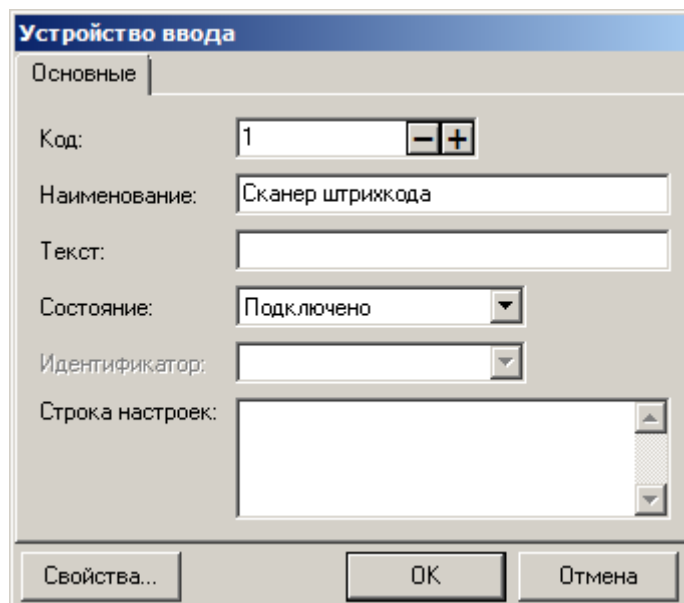 Устройство ввода
Основные
Код: 1
Наименование: Сканер штрихкода
Текст:
Состояние: Подключено
Идентификатор:
Строка настроек:
Свойства... OK Отмена